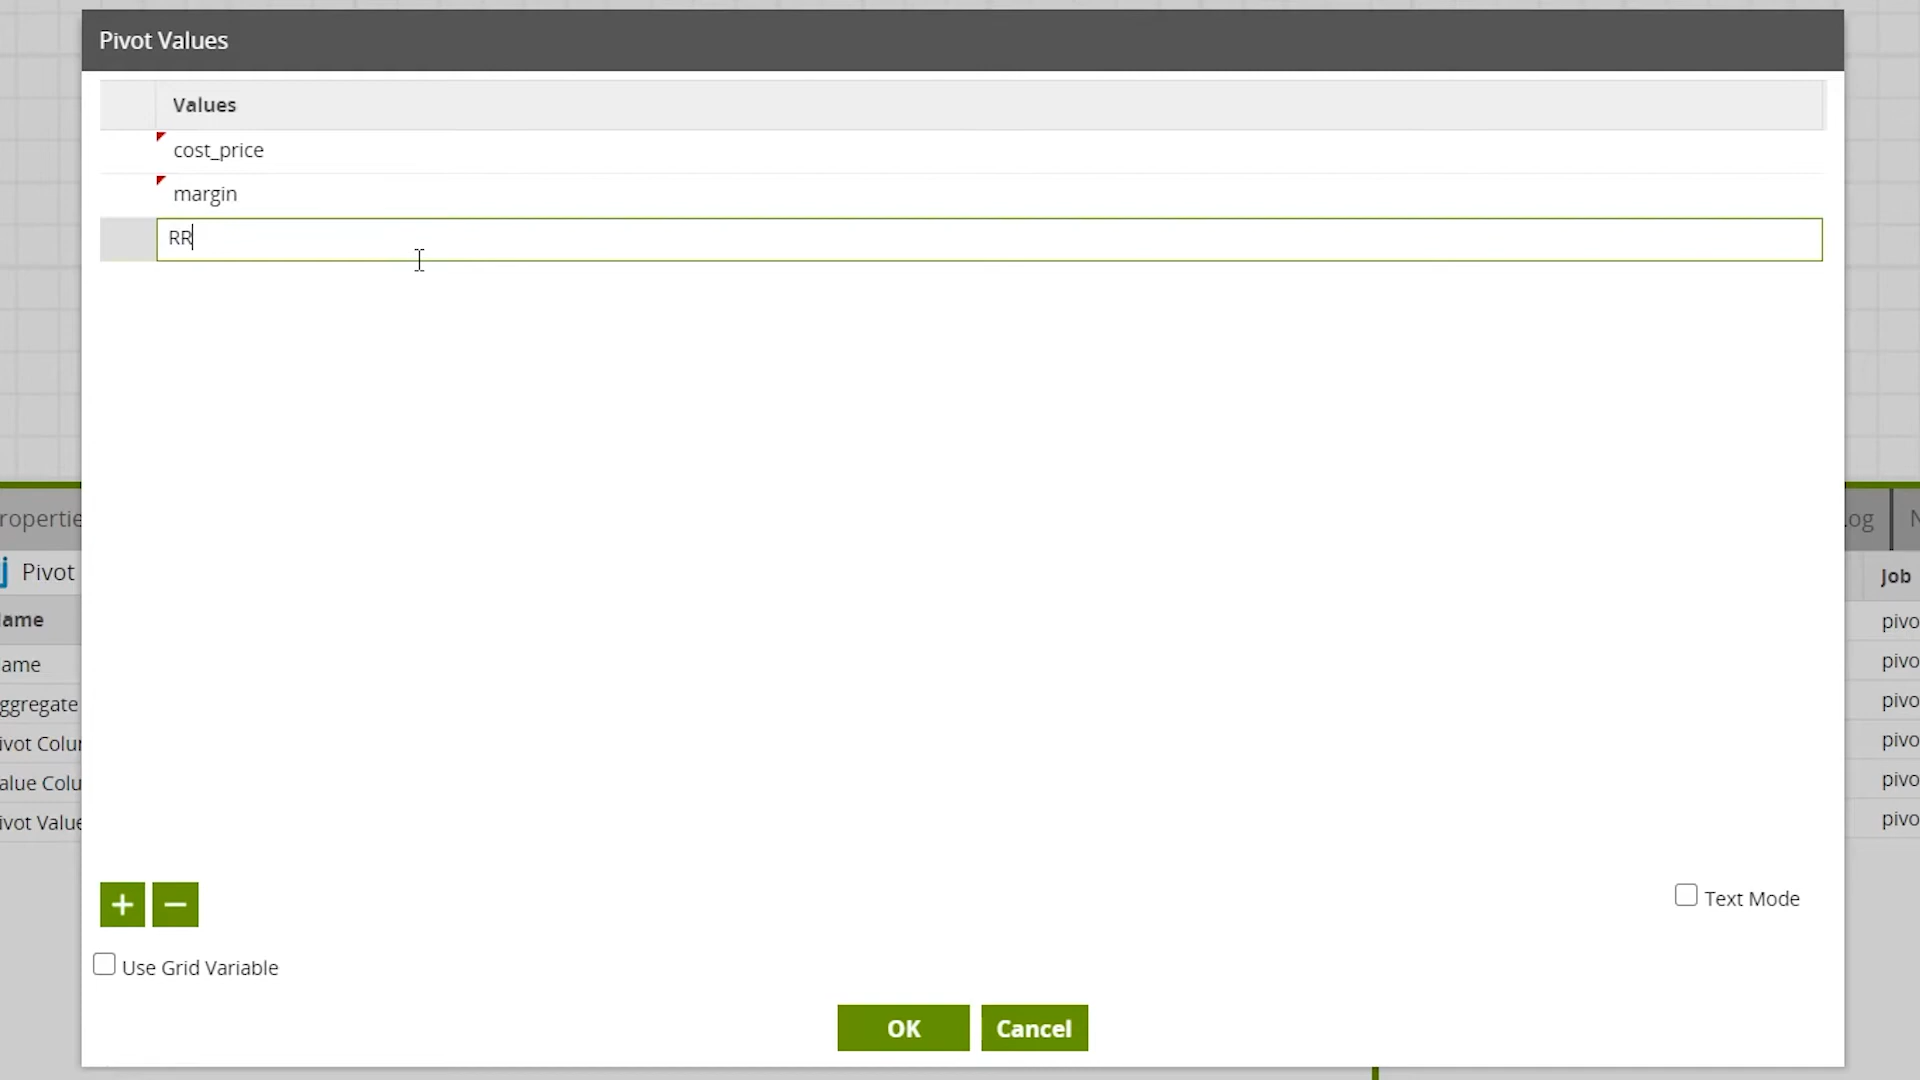 Pivot Values
Values
cost_price
margin
RR
Text Mode
Use Grid Variable
OK
Cancel
ropertie
Pivot
ame
ame
ggregate
ivot Colu
alue Colu
ivot Value
og
N
Job
pivo
pivo
pivo
pivo
pivo
pivo